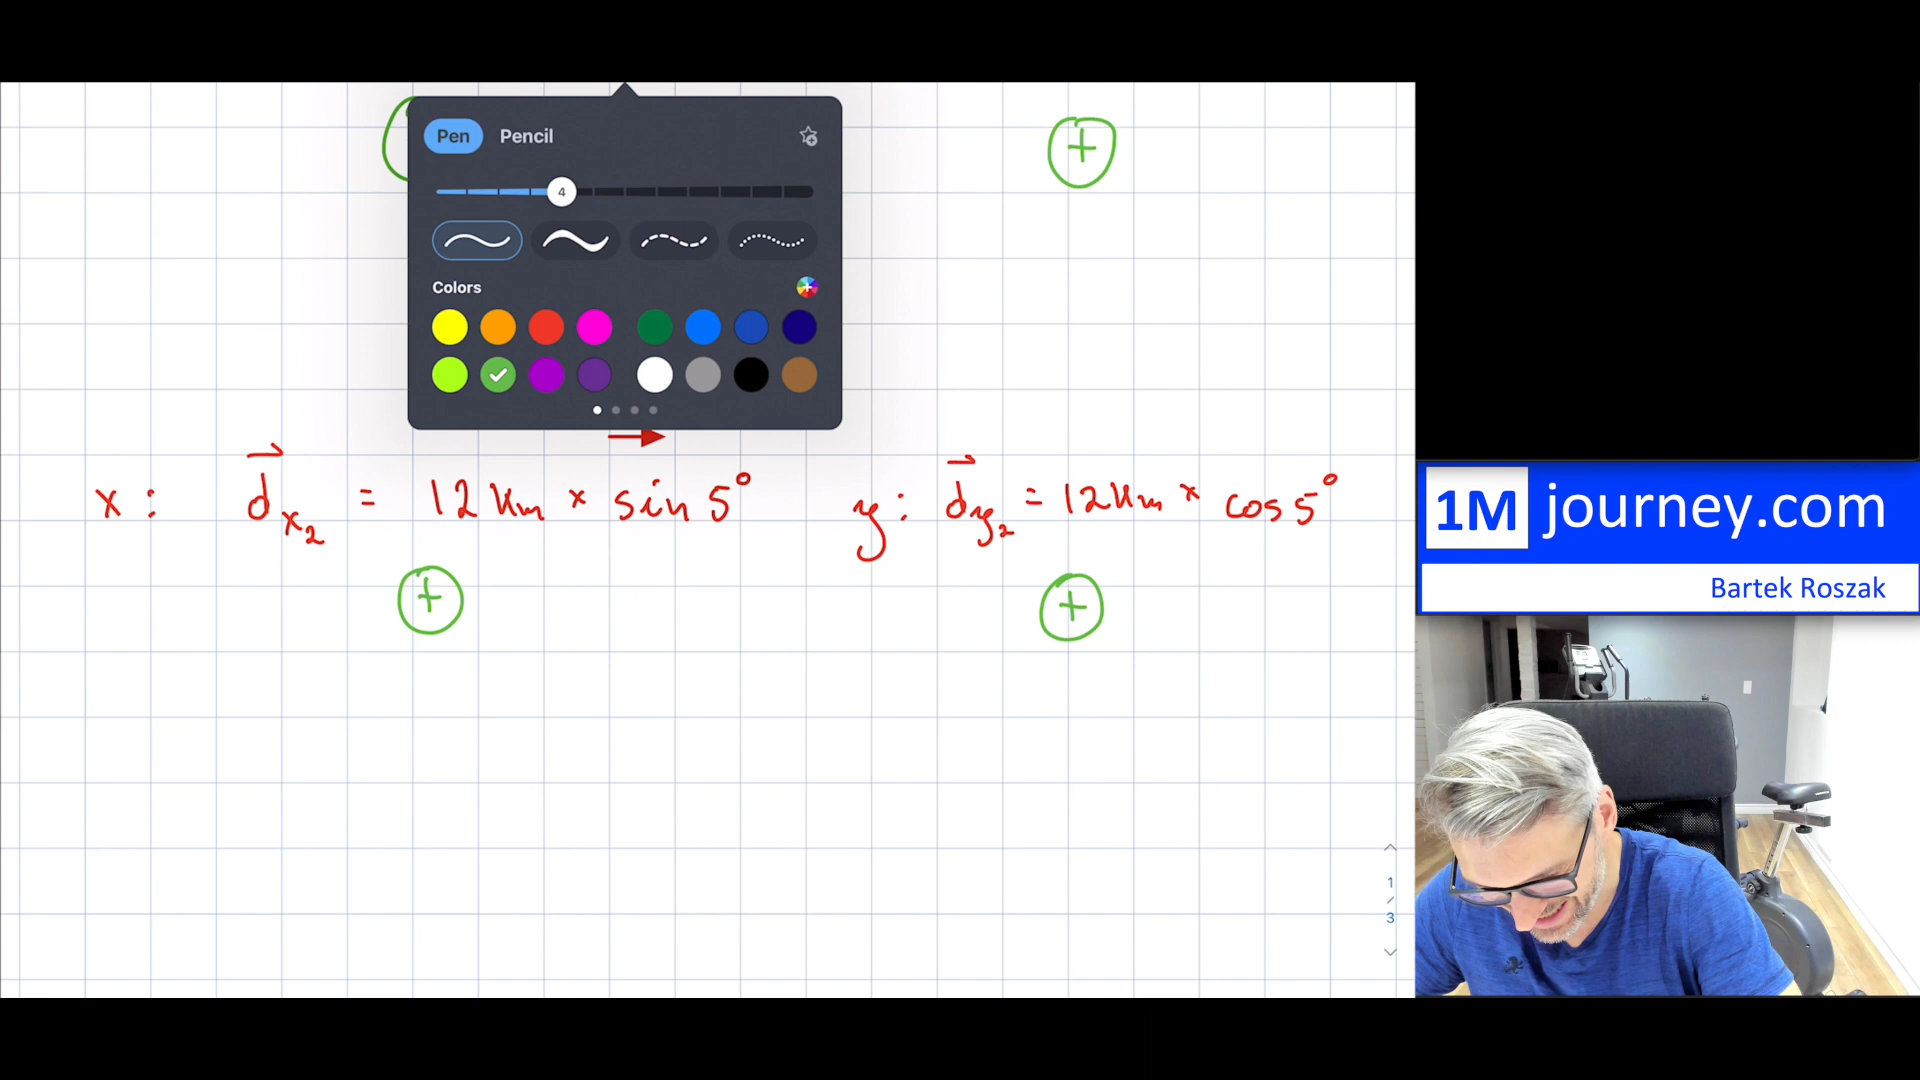 Pen Pencil
+
4
Colors
x : d⃗x₂ = 12 km × sin 5°
y : d⃗y₂ = 12 km × cos 5°
+
+
1
/
3
1M journey.com
Bartek Roszak